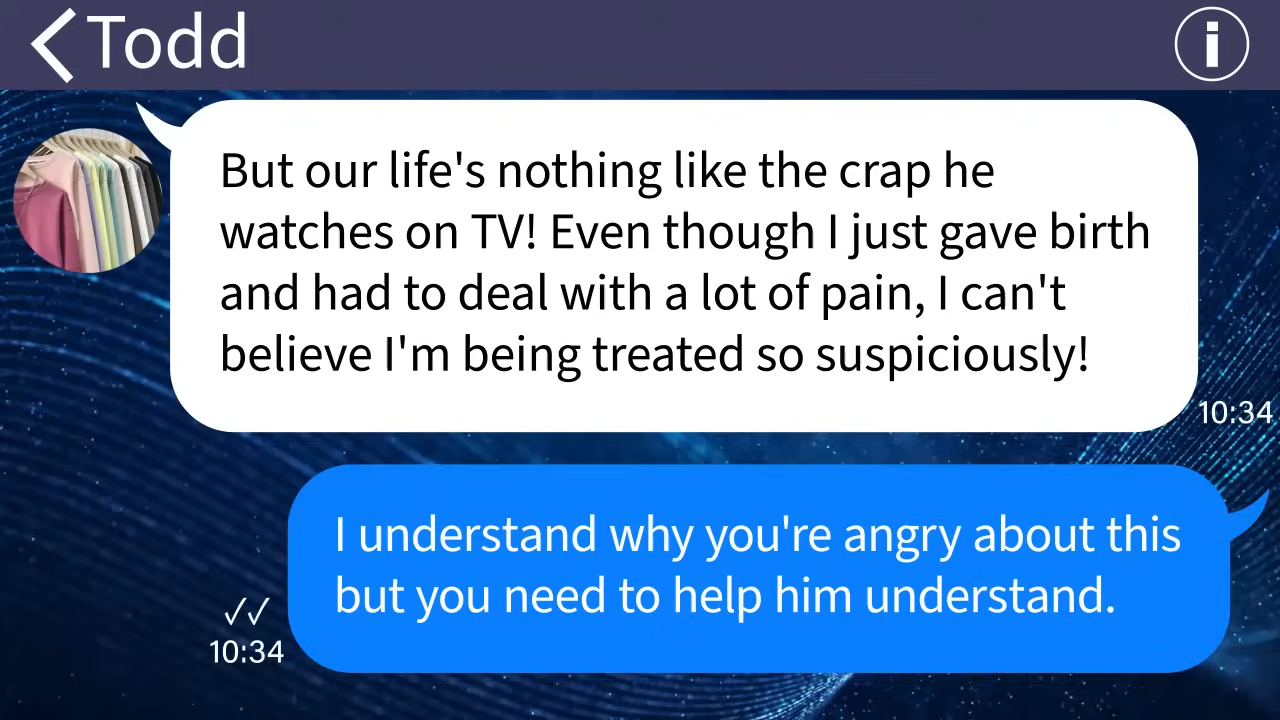 Todd
But our life's nothing like the crap he
watches on TV! Even though I just gave birth
and had to deal with a lot of pain, I can't
believe I'm being treated so suspiciously!
10:34
I understand why you're angry about this
but you need to help him understand.
✓✓
10:34